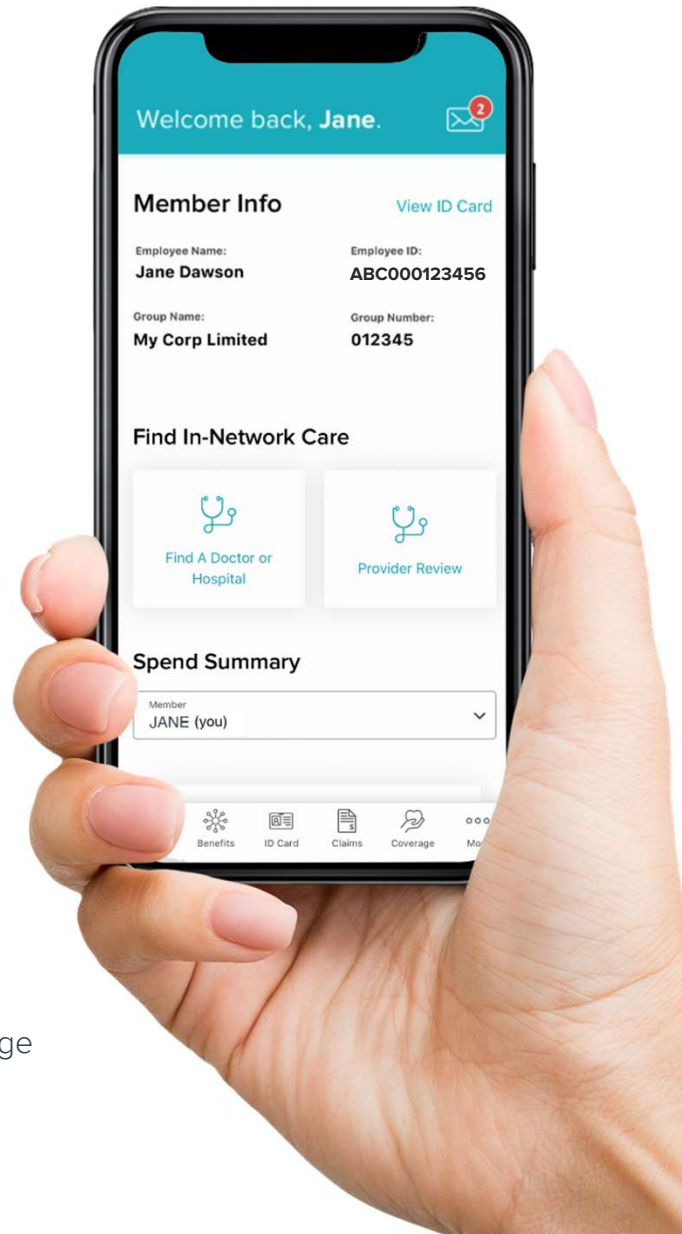 Welcome back, Jane.
2
Member Info
View ID Card
Employee Name:
Employee ID:
Jane Dawson
ABC000123456
Group Name:
Group Number:
My Corp Limited
012345
Find In-Network Care
Find A Doctor or
Hospital
Provider Review
Spend Summary
Member
JANE (you)
Benefits
ID Card
Claims
Coverage